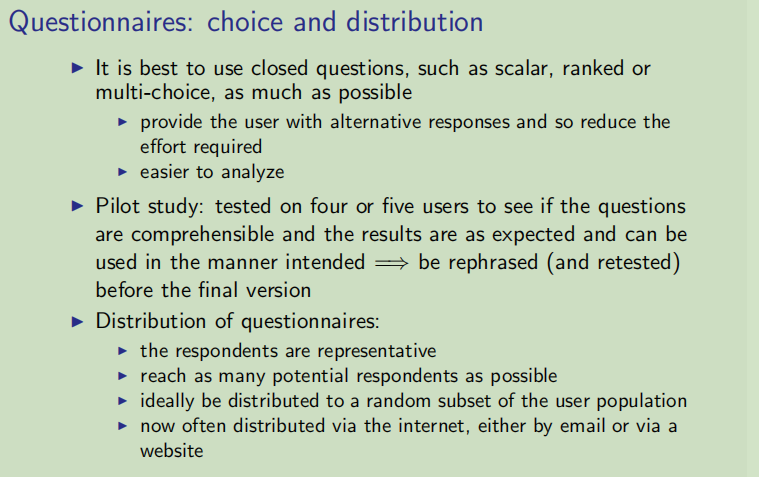 Questionnaires: choice and distribution
▶ It is best to use closed questions, such as scalar, ranked or
multi-choice, as much as possible
▶ provide the user with alternative responses and so reduce the
effort required
▶ easier to analyze
▶ Pilot study: tested on four or five users to see if the questions
are comprehensible and the results are as expected and can be
used in the manner intended ⟹ be rephrased (and retested)
before the final version
▶ Distribution of questionnaires:
▶ the respondents are representative
▶ reach as many potential respondents as possible
▶ ideally be distributed to a random subset of the user population
▶ now often distributed via the internet, either by email or via a
website